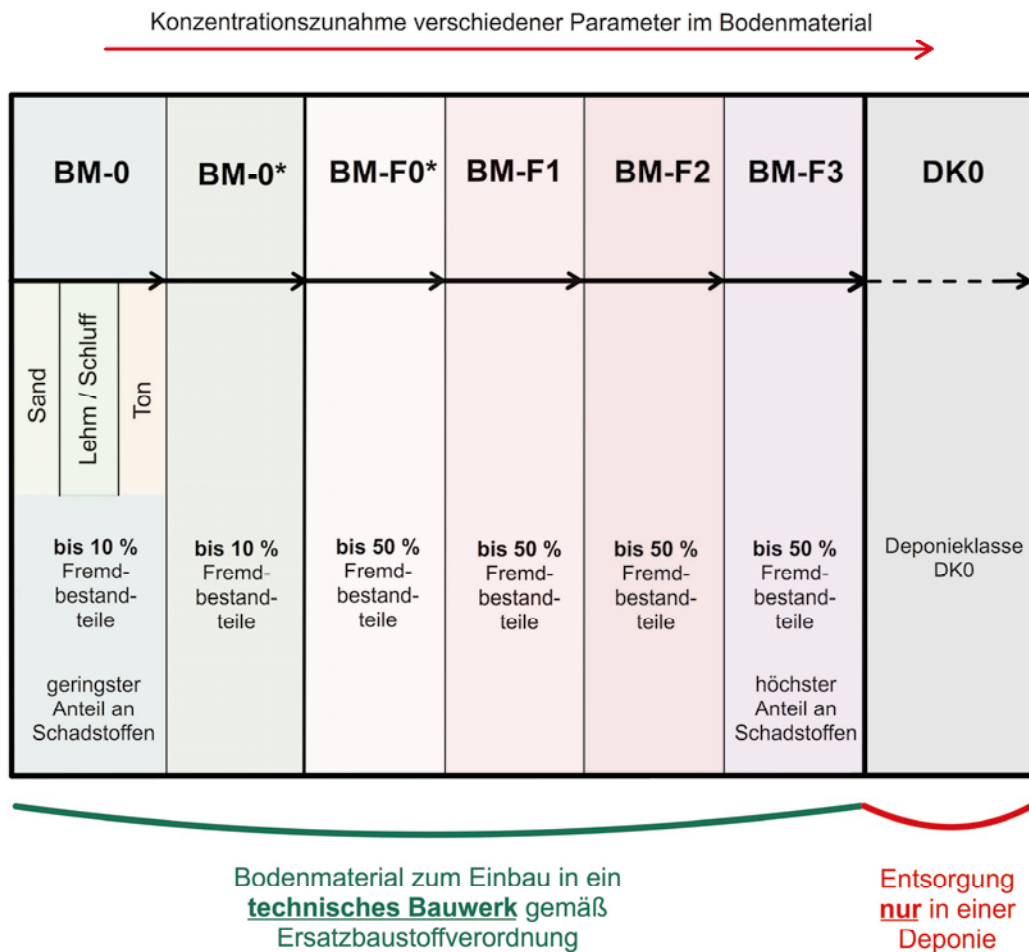 Konzentrationszunahme verschiedener Parameter im Bodenmaterial
BM-0
BM-0*
BM-F0*
BM-F1
BM-F2
BM-F3
DK0
Sand
Lehm / Schluff
Ton
bis 10 %
Fremd-
bestand-
teile
geringster
Anteil an
Schadstoffen
bis 10 %
Fremd-
bestand-
teile
bis 50 %
Fremd-
bestand-
teile
bis 50 %
Fremd-
bestand-
teile
bis 50 %
Fremd-
bestand-
teile
bis 50 %
Fremd-
bestand-
teile
höchster
Anteil an
Schadstoffen
Deponieklasse
DK0
Bodenmaterial zum Einbau in ein
technisches Bauwerk gemäß
Ersatzbaustoffverordnung
Entsorgung
nur in einer
Deponie